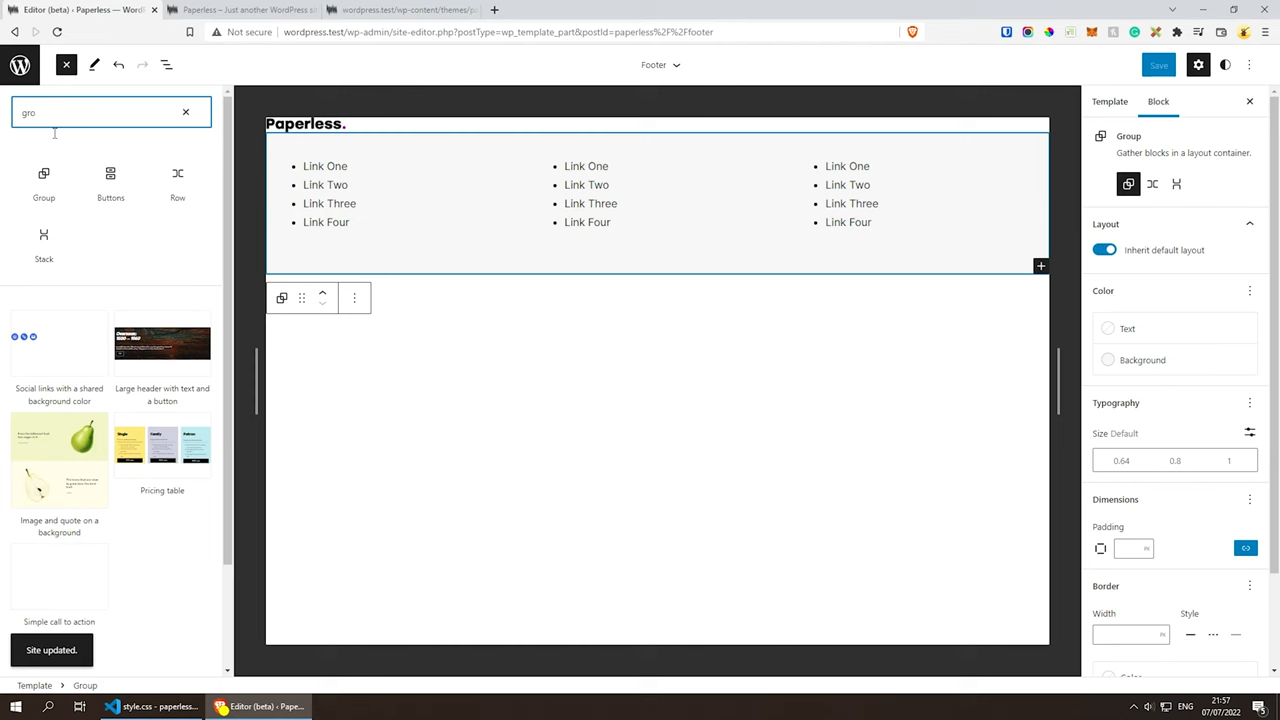 Editor (beta) ‹ Paperless — WordP
Paperless – Just another WordPress si
wordpress.test/wp-content/themes/pa
Not secure
wordpress.test/wp-admin/site-editor.php?postType=wp_template_part&postId=paperless%2F%2Ffooter
Footer
Save
gro
Group
Buttons
Row
Stack
Social links with a shared
background color
Large header with text and
a button
Image and quote on a
background
Pricing table
Simple call to action
Site updated.
Paperless.
Link One
Link Two
Link Three
Link Four
Link One
Link Two
Link Three
Link Four
Link One
Link Two
Link Three
Link Four
Template
Block
Group
Gather blocks in a layout container.
Layout
Inherit default layout
Color
Text
Background
Typography
Size Default
0.64
0.8
1
Dimensions
Padding
PX
Border
Width
Style
PX
Color
Template
Group
style.css - paperless...
Editor (beta) ‹ Pape...
ENG
21:57
07/07/2022